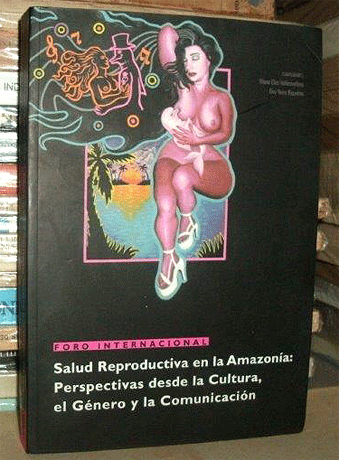 FORO INTERNACIONAL
Salud Reproductiva en la Amazonía:
Perspectivas desde la Cultura,
el Género y la Comunicación